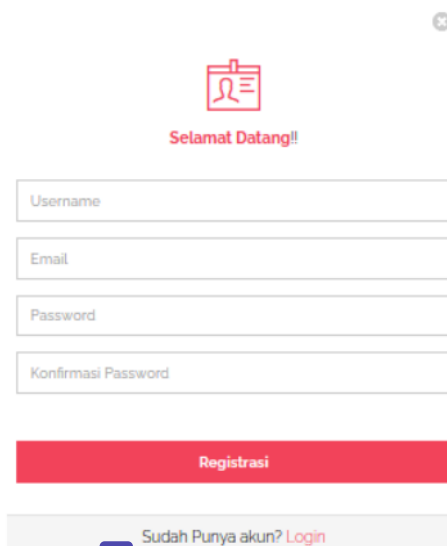 Selamat Datang!!
Username
Email
Password
Konfirmasi Password
Registrasi
Sudah Punya akun? Login